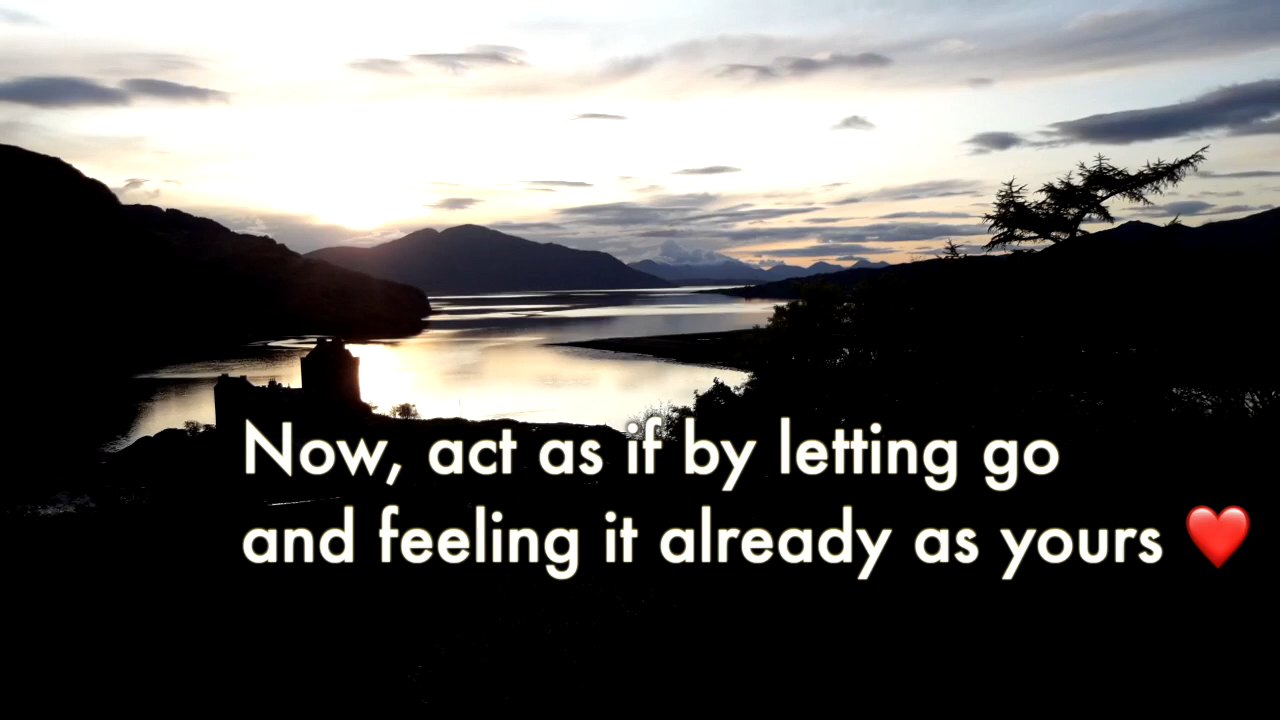 Now, act as if by letting go
and feeling it already as yours ❤️